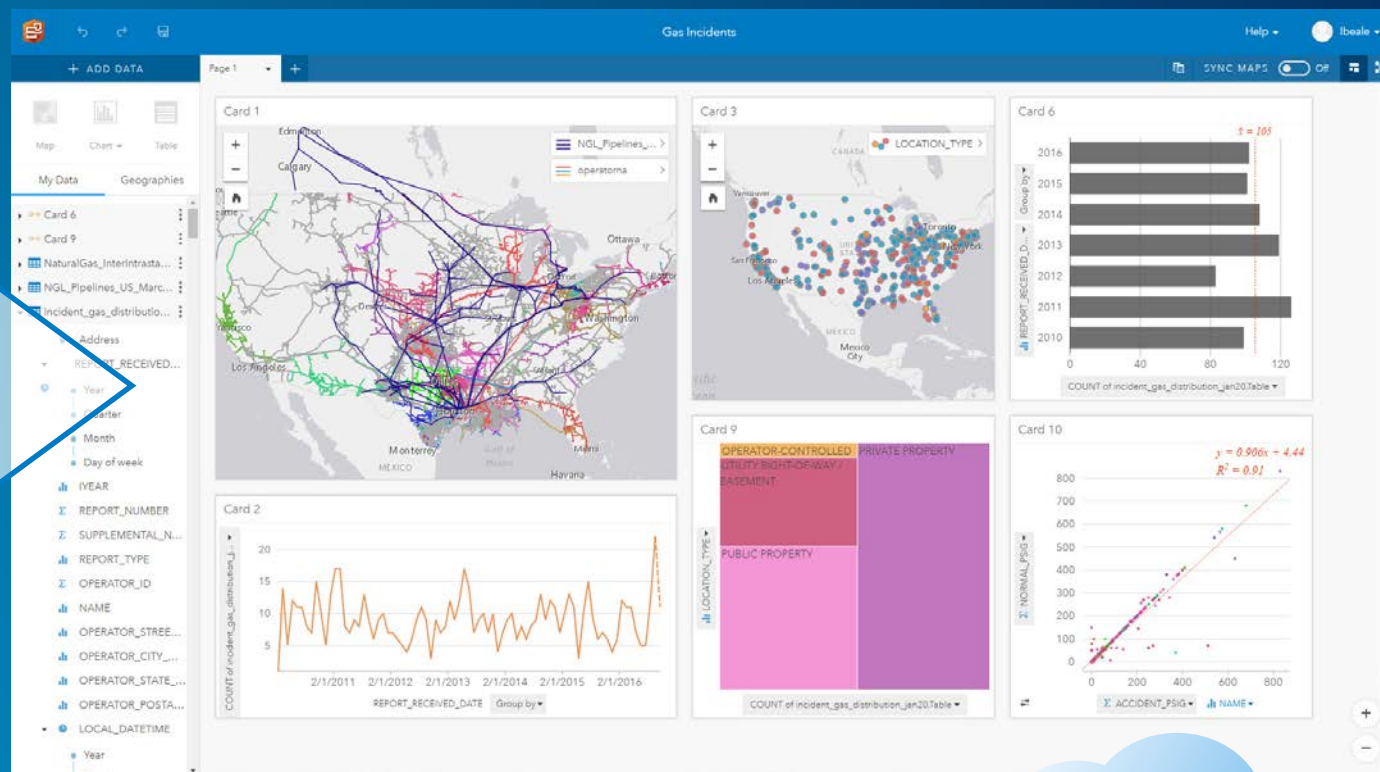 Gas Incidents
Help
lbeale
+ ADD DATA
Page 1
+
SYNC MAPS Off
Map
Chart
Table
My Data
Geographies
Card 6
Card 9
NaturalGas_InterIntrasta...
NGL_Pipelines_US_Marc...
Incident_gas_distributio...
Address
REPORT_RECEIVED...
Year
Quarter
Month
Day of week
IYEAR
REPORT_NUMBER
SUPPLEMENTAL_N...
REPORT_TYPE
OPERATOR_ID
NAME
OPERATOR_STREE...
OPERATOR_CITY_...
OPERATOR_STATE_...
OPERATOR_POSTA...
LOCAL_DATETIME
Year
Card 1
+
−
NGL_Pipelines_... >
operatorna >
Edmonton
Calgary
Ottawa
Detroit
Washington
Los Angeles
Monterrey
MEXICO
Gulf of
Miami
Havana
Card 2
COUNT of incident_gas_distribution_j...
20
15
10
5
2/1/2011 2/1/2012 2/1/2013 2/1/2014 2/1/2015 2/1/2016
REPORT_RECEIVED_DATE Group by
Card 3
+
−
LOCATION_TYPE >
CANADA
Vancouver
Toronto
New York
San Francisco
Los Angeles
MEXICO
Mexico
City
Card 9
LOCATION_TYPE
OPERATOR-CONTROLLED
UTILITY RIGHT-OF-WAY /
EASEMENT
PRIVATE PROPERTY
PUBLIC PROPERTY
COUNT of incident_gas_distribution_jan20.Table
Card 6
x̄ = 105
Group by
REPORT_RECEIVED_D...
2016
2015
2014
2013
2012
2011
2010
0 40 80 120
COUNT of incident_gas_distribution_jan20.Table
Card 10
y = 0.906x + 4.44
R² = 0.91
NORMAL_PSIG
800
700
600
500
400
300
200
100
0
0 200 400 600 800
Σ ACCIDENT_PSIG
NAME
+
−